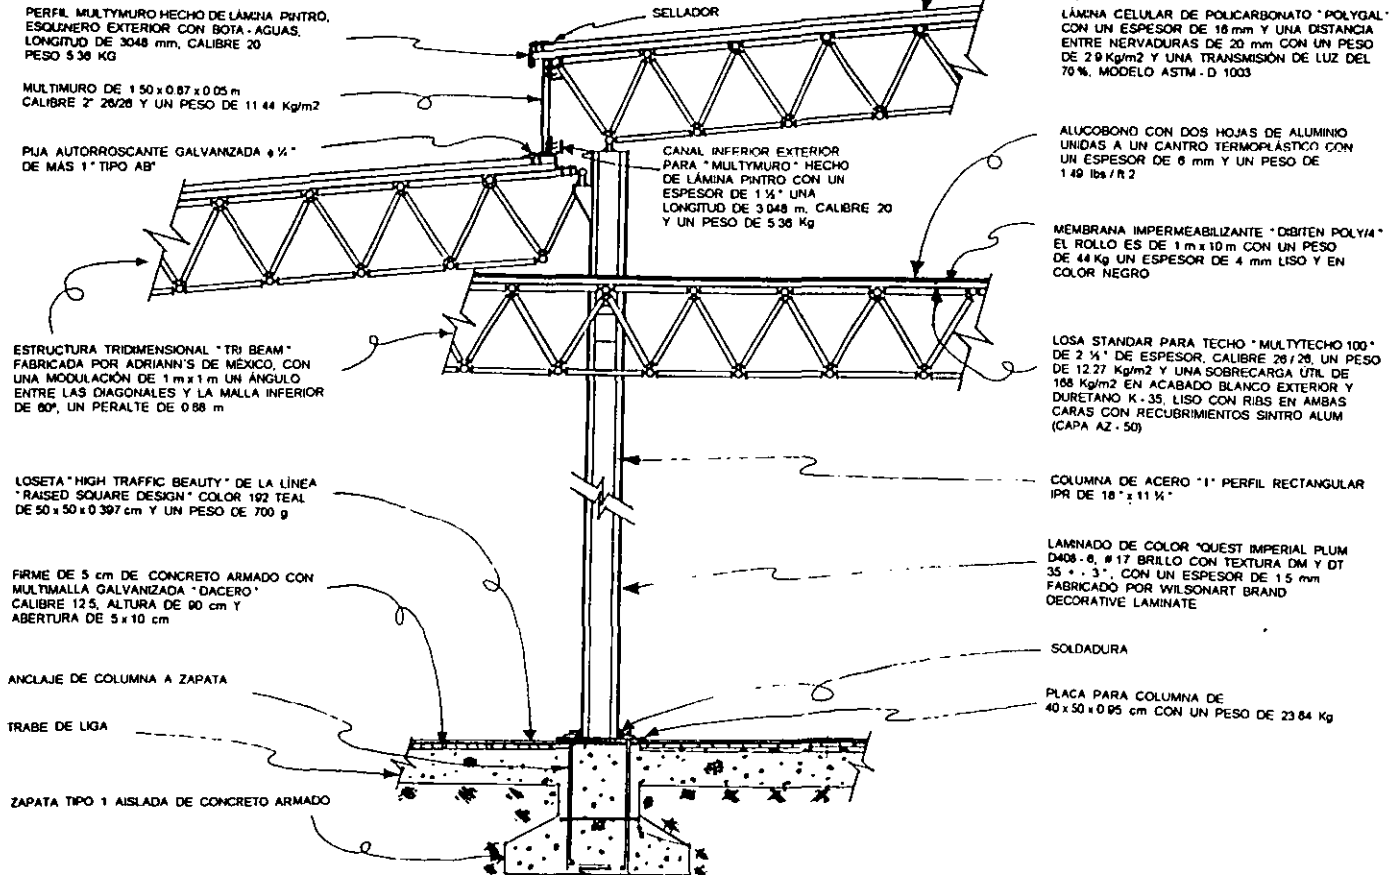 PERFIL MULTYMURO HECHO DE LÁMINA PINTRO,
ESQUINERO EXTERIOR CON BOTA - AGUAS,
LONGITUD DE 3048 mm, CALIBRE 20
PESO 5 36 KG
MULTIMURO DE 1 50 x 0.87 x 0 05 m
CALIBRE 2" 26/26 Y UN PESO DE 11 44 Kg/m2
PIJA AUTORROSCANTE GALVANIZADA ø ¼"
DE MAS 1" TIPO AB"
ESTRUCTURA TRIDIMENSIONAL "TRI BEAM"
FABRICADA POR ADRIANN'S DE MÉXICO, CON
UNA MODULACIÓN DE 1 m x 1 m UN ÁNGULO
ENTRE LAS DIAGONALES Y LA MALLA INFERIOR
DE 60º, UN PERALTE DE 0 88 m
LOSETA "HIGH TRAFFIC BEAUTY" DE LA LÍNEA
"RAISED SQUARE DESIGN" COLOR 192 TEAL
DE 50 x 50 x 0 397 cm Y UN PESO DE 700 g
FIRME DE 5 cm DE CONCRETO ARMADO CON
MULTIMALLA GALVANIZADA "DACERO"
CALIBRE 12 5, ALTURA DE 90 cm Y
ABERTURA DE 5 x 10 cm
ANCLAJE DE COLUMNA A ZAPATA
TRABE DE LIGA
ZAPATA TIPO 1 AISLADA DE CONCRETO ARMADO
SELLADOR
CANAL INFERIOR EXTERIOR
PARA "MULTYMURO" HECHO
DE LÁMINA PINTRO CON UN
ESPESOR DE 1 ½" UNA
LONGITUD DE 3 048 m, CALIBRE 20
Y UN PESO DE 5 36 Kg
LÁMINA CELULAR DE POLICARBONATO "POLYGAL"
CON UN ESPESOR DE 16 mm Y UNA DISTANCIA
ENTRE NERVADURAS DE 20 mm CON UN PESO
DE 2 9 Kg/m2 Y UNA TRANSMISIÓN DE LUZ DEL
70 %, MODELO ASTM - D 1003
ALUCOBOND CON DOS HOJAS DE ALUMINIO
UNIDAS A UN CANTRO TERMOPLÁSTICO CON
UN ESPESOR DE 6 mm Y UN PESO DE
1 49 lbs / ft 2
MEMBRANA IMPERMEABILIZANTE "DIBITEN POLY/4"
EL ROLLO ES DE 1 m x 10 m CON UN PESO
DE 44 Kg UN ESPESOR DE 4 mm LISO Y EN
COLOR NEGRO
LOSA STANDAR PARA TECHO "MULTYTECHO 100"
DE 2 ½" DE ESPESOR, CALIBRE 26 / 26, UN PESO
DE 12.27 Kg/m2 Y UNA SOBRECARGA ÚTIL DE
168 Kg/m2 EN ACABADO BLANCO EXTERIOR Y
DURETANO K - 35, LISO CON RIBS EN AMBAS
CARAS CON RECUBRIMIENTOS SINTRO ALUM
(CAPA AZ - 50)
COLUMNA DE ACERO "I" PERFIL RECTANGULAR
IPR DE 18" x 11 ¼"
LAMINADO DE COLOR "QUEST IMPERIAL PLUM
D408 - 6, # 17 BRILLO CON TEXTURA DM Y DT
35 + - 3", CON UN ESPESOR DE 1 5 mm
FABRICADO POR WILSONART BRAND
DECORATIVE LAMINATE
SOLDADURA
PLACA PARA COLUMNA DE
40 x 50 x 0 95 cm CON UN PESO DE 23 84 Kg